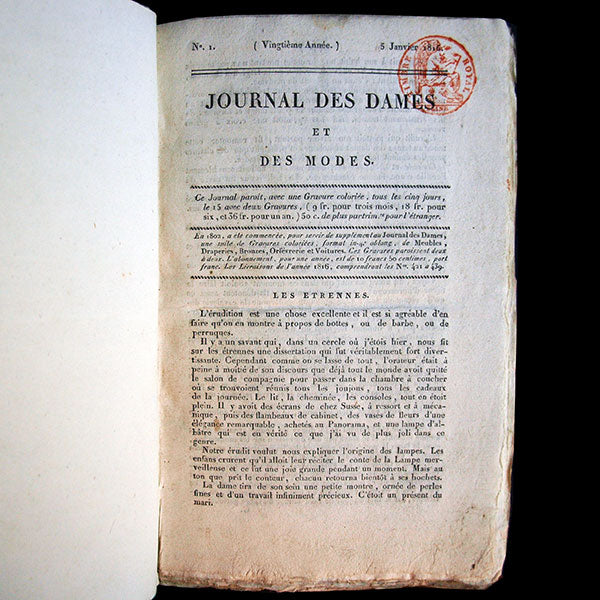 Nº. 1. ( Vingtième Année. ) 5 Janvier 1816.
TIMBRE ROYAL
JOURNAL DES DAMES
ET
DES MODES.
Ce Journal paroît, avec une Gravure coloriée, tous les cinq jours,
le 15 avec deux Gravures, ( 9 fr. pour trois mois, 18 fr. pour
six, et 36 fr. pour un an. ) 50 c. de plus par trim.re pour l'étranger.
En 1802, a été commencée, pour servir de supplément au Journal des Dames,
une suite de Gravures coloriées, format in-4º oblong, de Meubles,
Draperies, Bronzes, Orfèvrerie et Voitures. Ces Gravures paroissent deux
à deux. L'abonnement, pour une année, est de 10 francs 50 centimes, port
franc. Les Livraisons de l'année 1816, comprendront les Nos. 421 à 439.
LES ETRENNES.
L'érudition est une chose excellente et il est si agréable d'en
faire qu'on en montre à propos de bottes, ou de barbe, ou de
perruques.
Il y a un savant qui, dans un cercle où j'étois hier, nous fit
sur les étrennes une dissertation qui fut véritablement fort diver-
tissante. Cependant comme on se lasse de tout, l'orateur étoit à
peine à moitié de son discours que déjà tout le monde avoit quitté
le salon de compagnie pour passer dans la chambre à coucher
où se trouvoient réunis tous les joujous, tous les cadeaux
de la journée. Le lit, la cheminée, les consoles, tout en étoit
plein. Il y avoit des écrans de chez Susse, à ressort et à méca-
nique, puis des flambeaux de cabinet, des vases de fleurs d'une
élégance remarquable, achetés au Panorama, et une lampe d'al-
bâtre qui est en vérité ce que j'ai vu de plus joli dans ce
genre.
Notre érudit voulut nous expliquer l'origine des lampes. Les
enfans crurent qu'il alloit leur réciter le conte de la Lampe mer-
veilleuse et ce fut une joie grande pendant un moment. Mais au
ton que prit le conteur, chacun retourna bientôt à ses hochets.
La dame tira de son sein une petite montre, ornée de perles
fines et d'un travail infiniment précieux. C'étoit un présent du
mari.